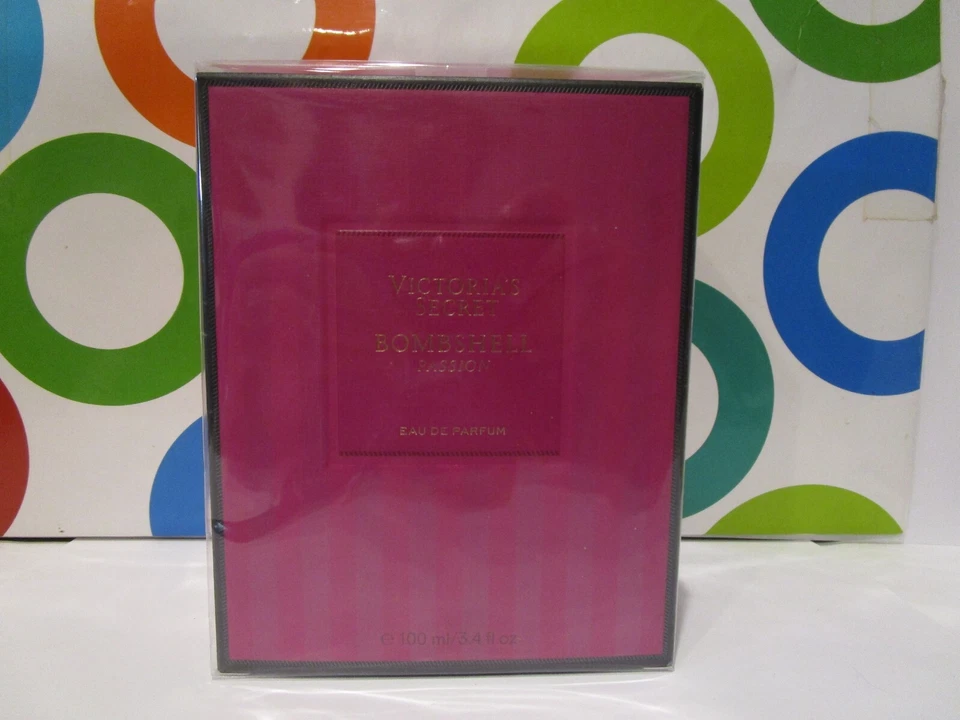 VICTORIA'S
SECRET
BOMBSHELL
PASSION
EAU DE PARFUM
℮ 100 ml/3.4 fl oz